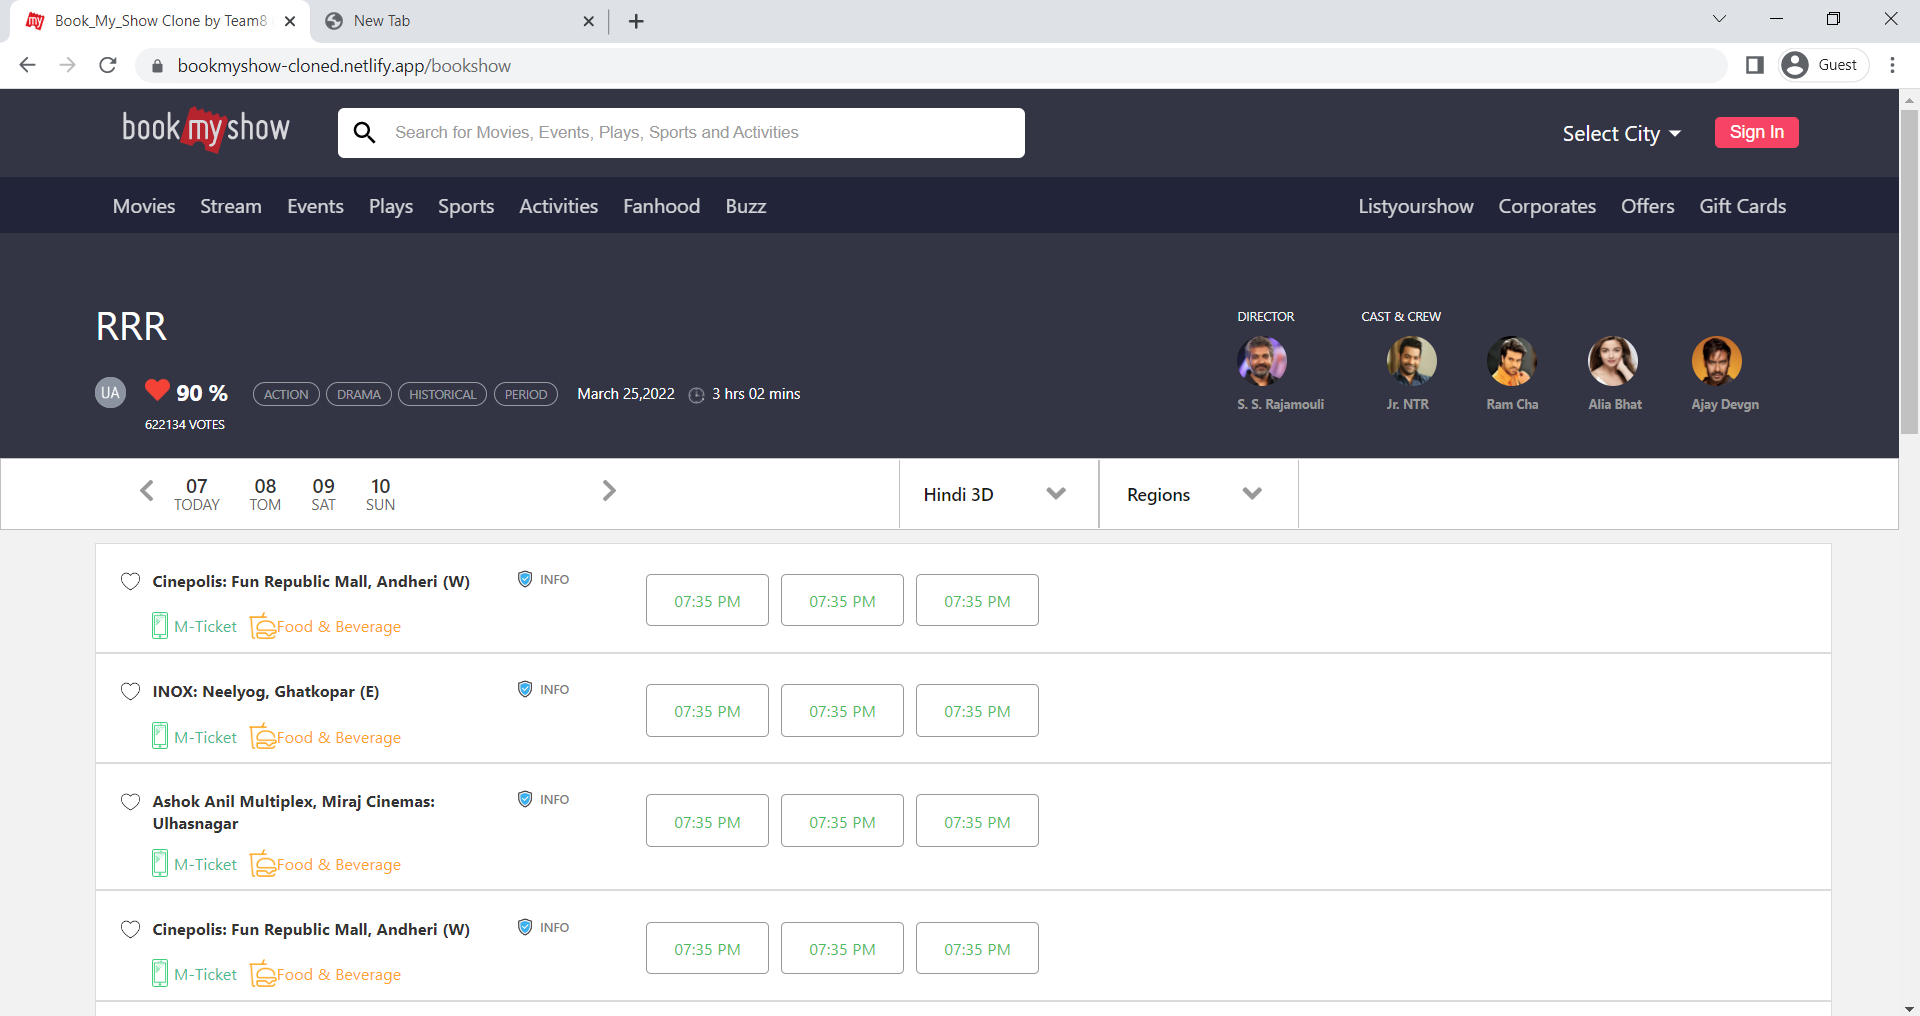 Book_My_Show Clone by Team8
New Tab
bookmyshow-cloned.netlify.app/bookshow
Guest
book my show
Search for Movies, Events, Plays, Sports and Activities
Select City
Sign In
Movies Stream Events Plays Sports Activities Fanhood Buzz
Listyourshow Corporates Offers Gift Cards
RRR
DIRECTOR
CAST & CREW
S. S. Rajamouli
Jr. NTR
Ram Cha
Alia Bhat
Ajay Devgn
UA
90 %
ACTION DRAMA HISTORICAL PERIOD
March 25,2022
3 hrs 02 mins
622134 VOTES
07 08 09 10
TODAY TOM SAT SUN
Hindi 3D
Regions
Cinepolis: Fun Republic Mall, Andheri (W)
INFO
07:35 PM 07:35 PM 07:35 PM
M-Ticket Food & Beverage
INOX: Neelyog, Ghatkopar (E)
INFO
07:35 PM 07:35 PM 07:35 PM
M-Ticket Food & Beverage
Ashok Anil Multiplex, Miraj Cinemas:
Ulhasnagar
INFO
07:35 PM 07:35 PM 07:35 PM
M-Ticket Food & Beverage
Cinepolis: Fun Republic Mall, Andheri (W)
INFO
07:35 PM 07:35 PM 07:35 PM
M-Ticket Food & Beverage